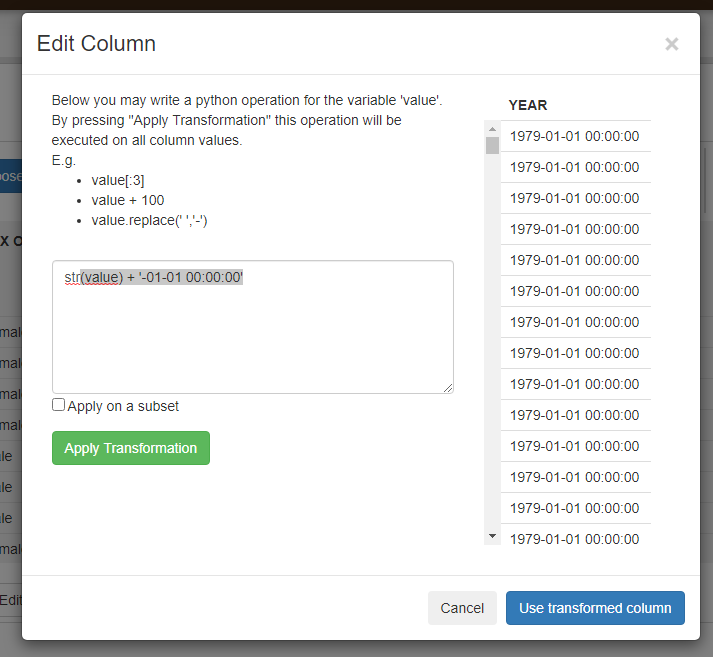 Edit Column
×
Below you may write a python operation for the variable 'value'.
By pressing "Apply Transformation" this operation will be
executed on all column values.
E.g.
• value[:3]
• value + 100
• value.replace(' ','-')
str(value) + '-01-01 00:00:00'
Apply on a subset
Apply Transformation
YEAR
1979-01-01 00:00:00
1979-01-01 00:00:00
1979-01-01 00:00:00
1979-01-01 00:00:00
1979-01-01 00:00:00
1979-01-01 00:00:00
1979-01-01 00:00:00
1979-01-01 00:00:00
1979-01-01 00:00:00
1979-01-01 00:00:00
1979-01-01 00:00:00
1979-01-01 00:00:00
1979-01-01 00:00:00
1979-01-01 00:00:00
Cancel
Use transformed column
Edit